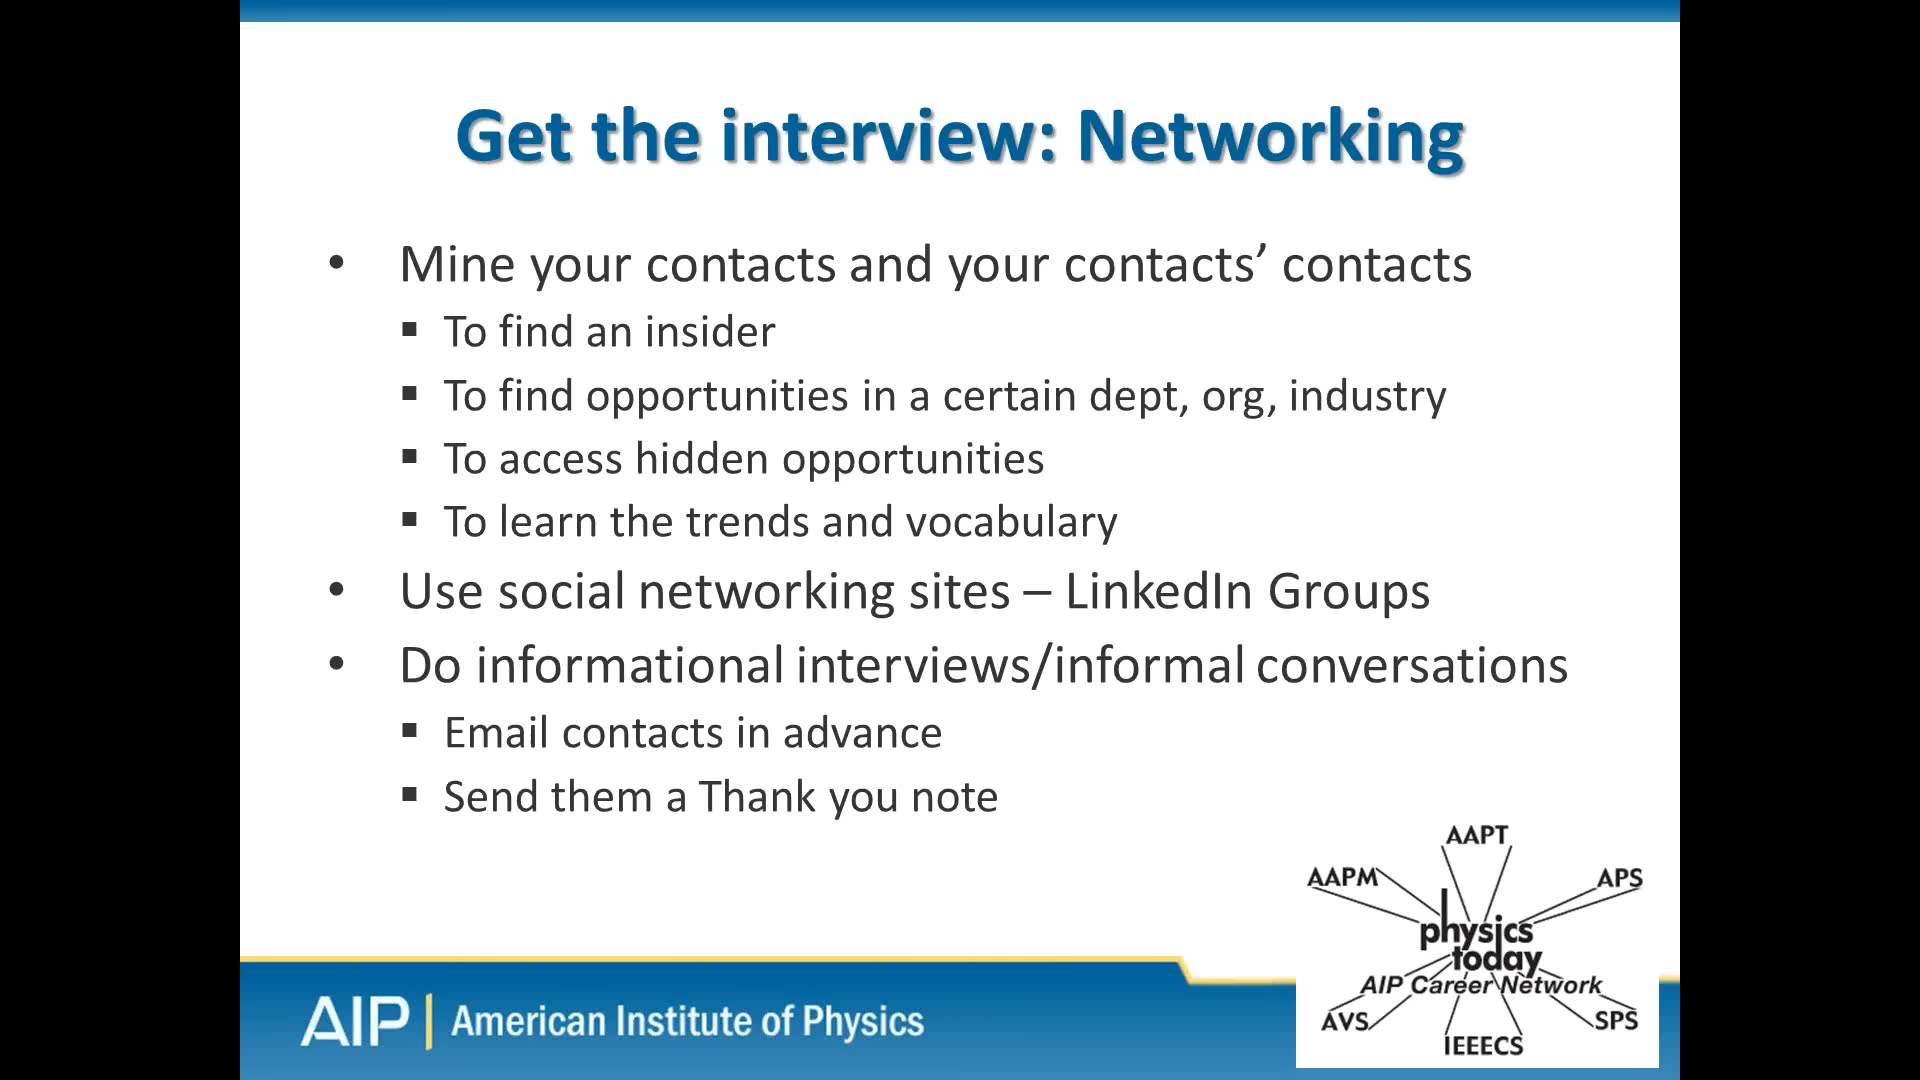 Get the interview: Networking
• Mine your contacts and your contacts’ contacts
▪ To find an insider
▪ To find opportunities in a certain dept, org, industry
▪ To access hidden opportunities
▪ To learn the trends and vocabulary
• Use social networking sites – LinkedIn Groups
• Do informational interviews/informal conversations
▪ Email contacts in advance
▪ Send them a Thank you note
AAPT
AAPM
APS
physics
today
AIP Career Network
AVS
SPS
IEEECS
AIP | American Institute of Physics